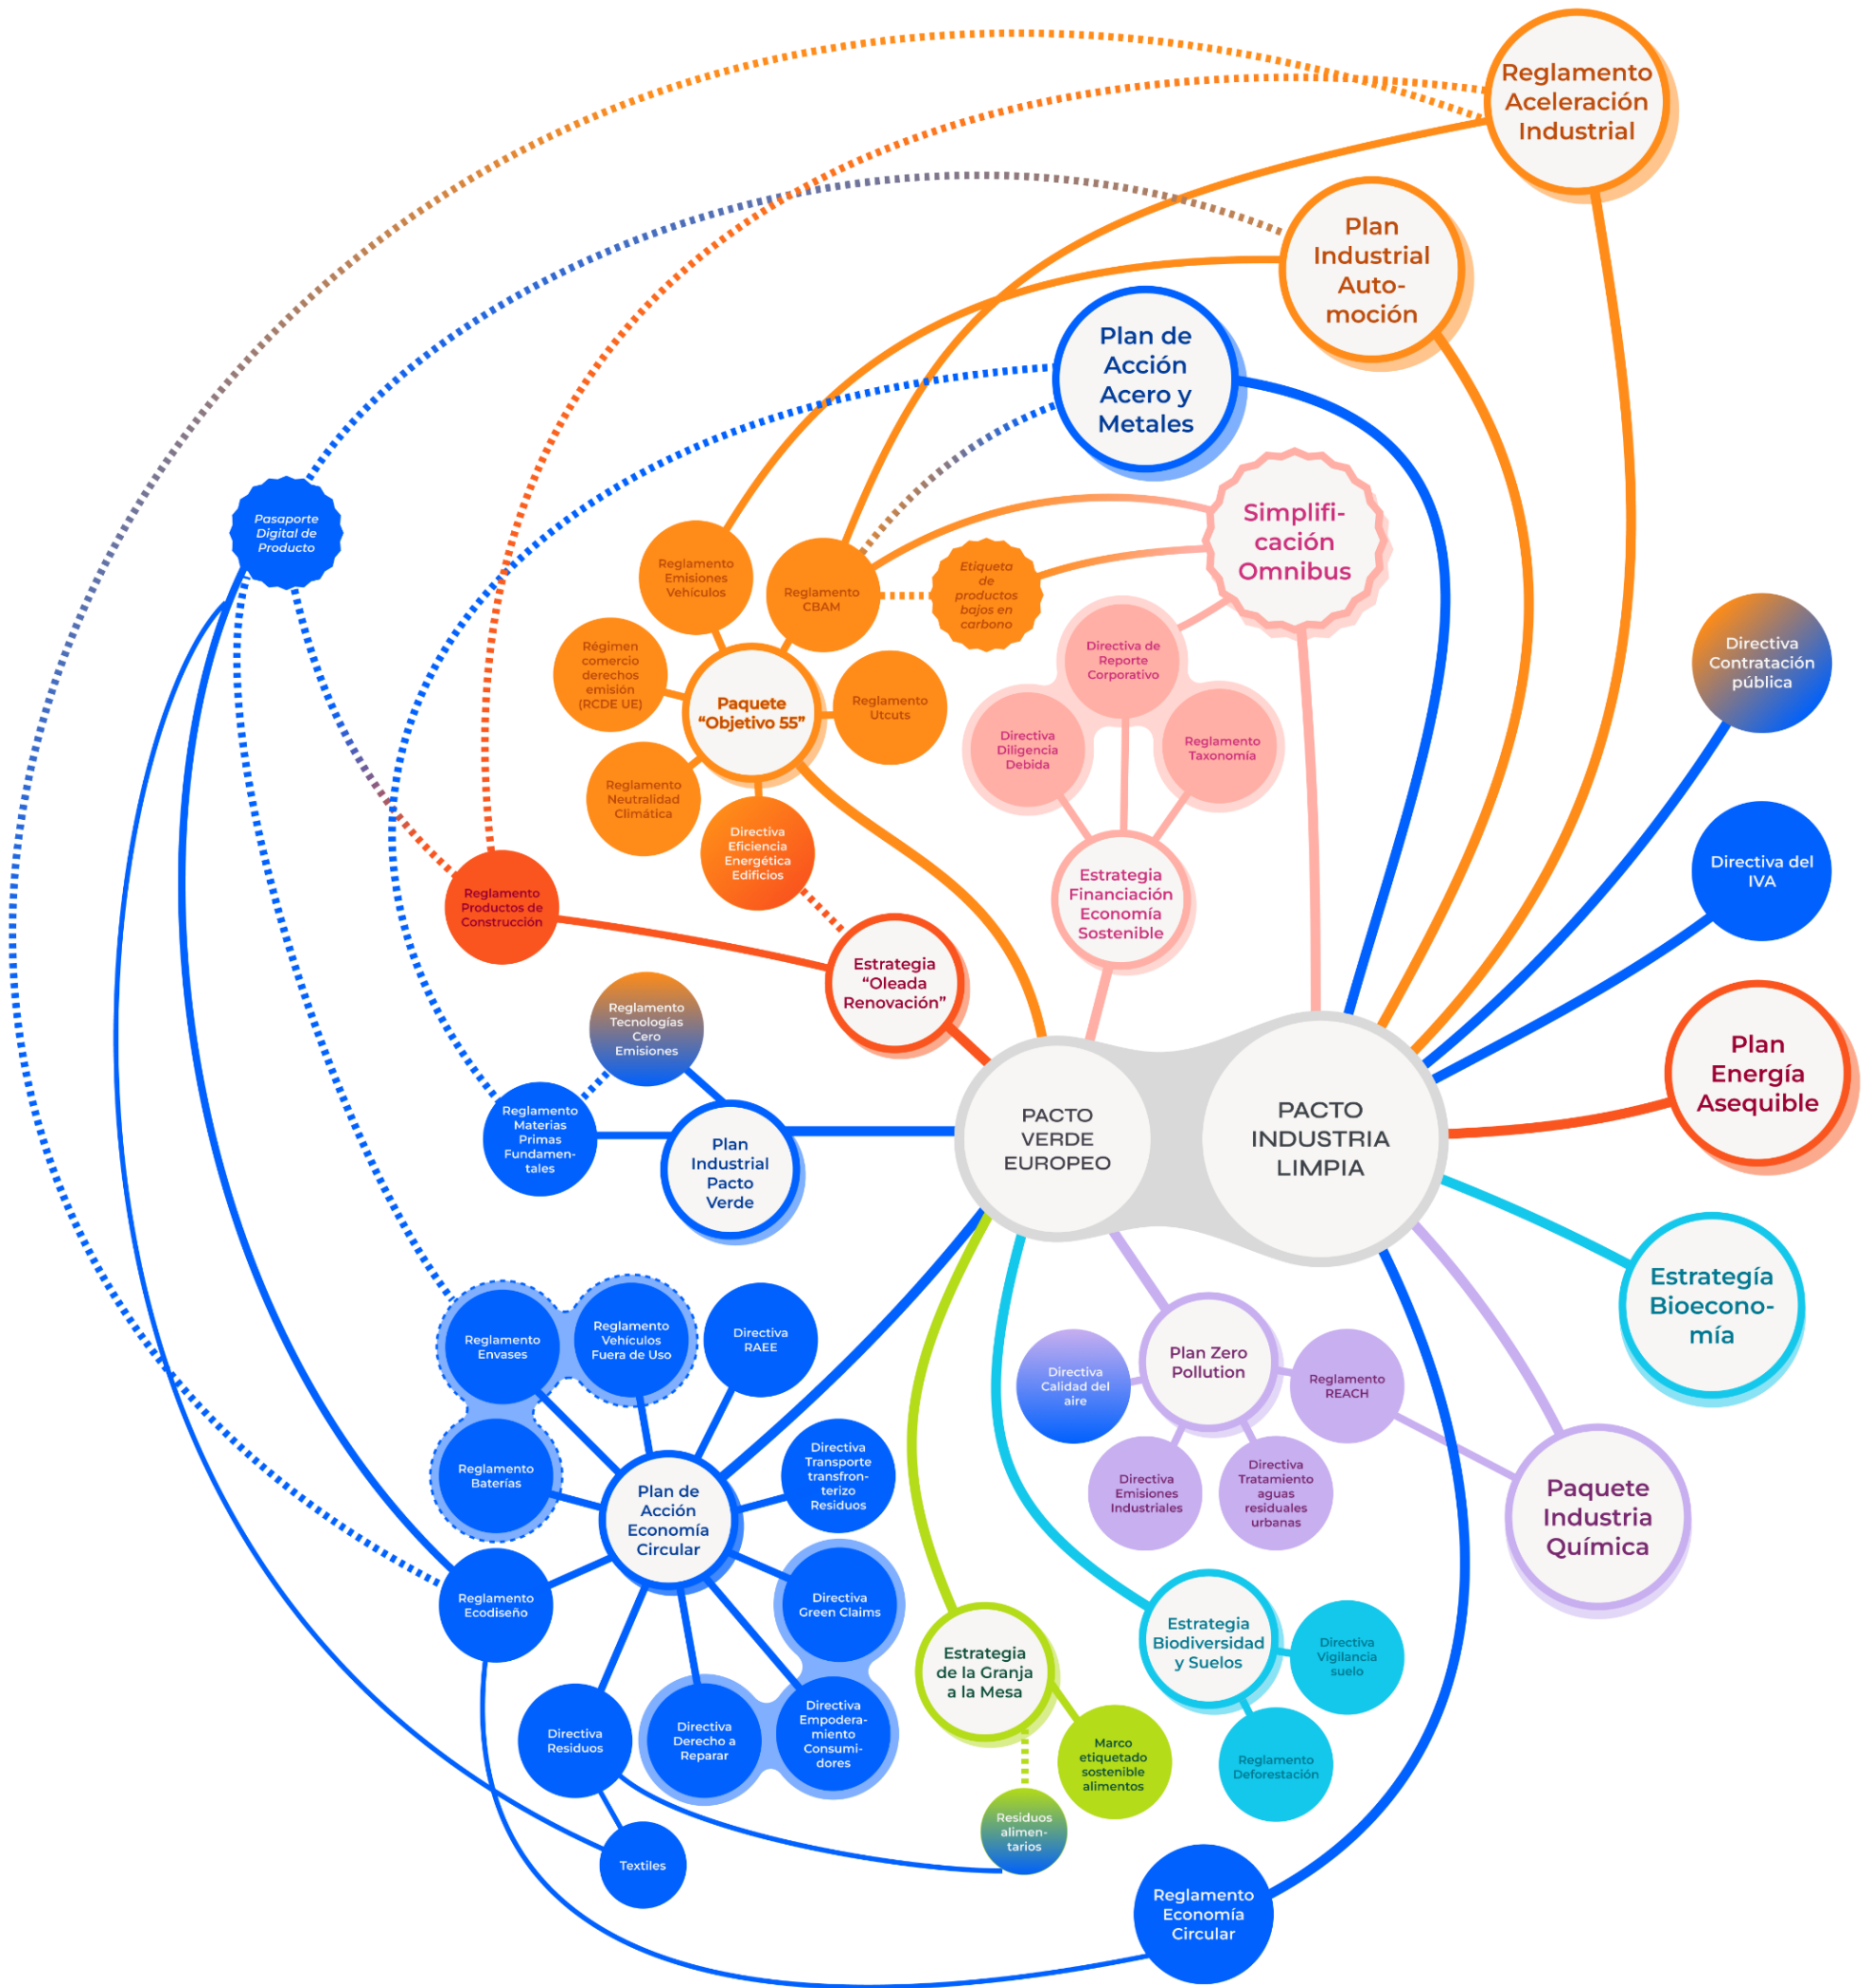 Reglamento
Aceleración
Industrial
Plan
Industrial
Auto-
moción
Plan de
Acción
Acero y
Metales
Simplifi-
cación
Omnibus
Pasaporte
Digital de
Producto
Reglamento
Emisiones
Vehículos
Reglamento
CBAM
Etiqueta
de
productos
bajos en
carbono
Régimen
comercio
derechos
emisión
(RCDE UE)
Paquete
“Objetivo 55”
Reglamento
Utcuts
Reglamento
Neutralidad
Climática
Directiva
Eficiencia
Energética
Edificios
Directiva de
Reporte
Corporativo
Directiva
Diligencia
Debida
Reglamento
Taxonomía
Estrategia
Financiación
Economía
Sostenible
Directiva
Contratación
pública
Directiva del
IVA
Reglamento
Productos de
Construcción
Estrategia
“Oleada
Renovación”
Reglamento
Tecnologías
Cero
Emisiones
Reglamento
Materias
Primas
Fundamen-
tales
Plan
Industrial
Pacto
Verde
PACTO
VERDE
EUROPEO
PACTO
INDUSTRIA
LIMPIA
Plan
Energía
Asequible
Estrategía
Bioecono-
mía
Reglamento
Envases
Reglamento
Vehículos
Fuera de Uso
Directiva
RAEE
Reglamento
Baterías
Plan de
Acción
Economía
Circular
Directiva
Transporte
transfron-
terizo
Residuos
Reglamento
Ecodiseño
Directiva
Green Claims
Directiva
Residuos
Directiva
Derecho a
Reparar
Directiva
Empodera-
miento
Consumi-
dores
Textiles
Directiva
Calidad del
aire
Plan Zero
Pollution
Reglamento
REACH
Directiva
Emisiones
Industriales
Directiva
Tratamiento
aguas
residuales
urbanas
Paquete
Industria
Química
Estrategia
de la Granja
a la Mesa
Marco
etiquetado
sostenible
alimentos
Residuos
alimen-
tarios
Estrategia
Biodiversidad
y Suelos
Directiva
Vigilancia
suelo
Reglamento
Deforestación
Reglamento
Economía
Circular